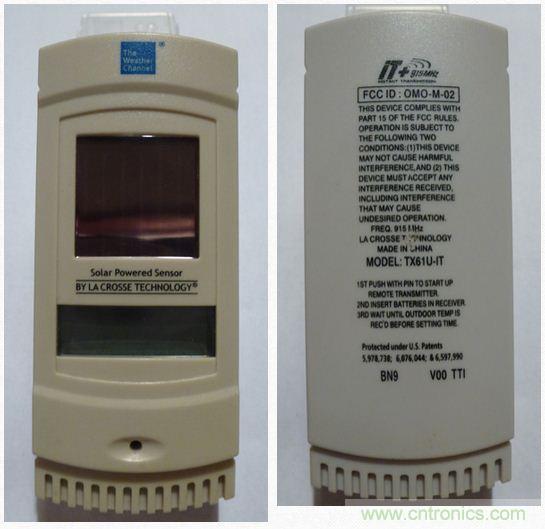 The
Weather
Channel
®
Solar Powered Sensor
BY LA CROSSE TECHNOLOGY®
IT+ 915MHz
INSTANT TRANSMISSION
FCC ID : OMO-M-02
THIS DEVICE COMPLIES WITH
PART 15 OF THE FCC RULES.
OPERATION IS SUBJECT TO
THE FOLLOWING TWO
CONDITIONS:(1)THIS DEVICE
MAY NOT CAUSE HARMFUL
INTERFERENCE,AND (2) THIS
DEVICE MUST ACCEPT ANY
INTERFERENCE RECEIVED,
INCLUDING INTERFERENCE
THAT MAY CAUSE
UNDESIRED OPERATION.
FREQ. 915 MHz
LA CROSSE TECHNOLOGY
MADE IN CHINA
MODEL: TX61U-IT
1ST PUSH WITH PIN TO START UP
REMOTE TRANSMITTER.
2ND INSERT BATTERIES IN RECEIVER.
3RD WAIT UNTIL OUTDOOR TEMP IS
REC'D BEFORE SETTING TIME.
Protected under U.S. Patents
5,978,738; 6,076,044; & 6,597,990
BN9 V00 TTI
www.cntronics.com